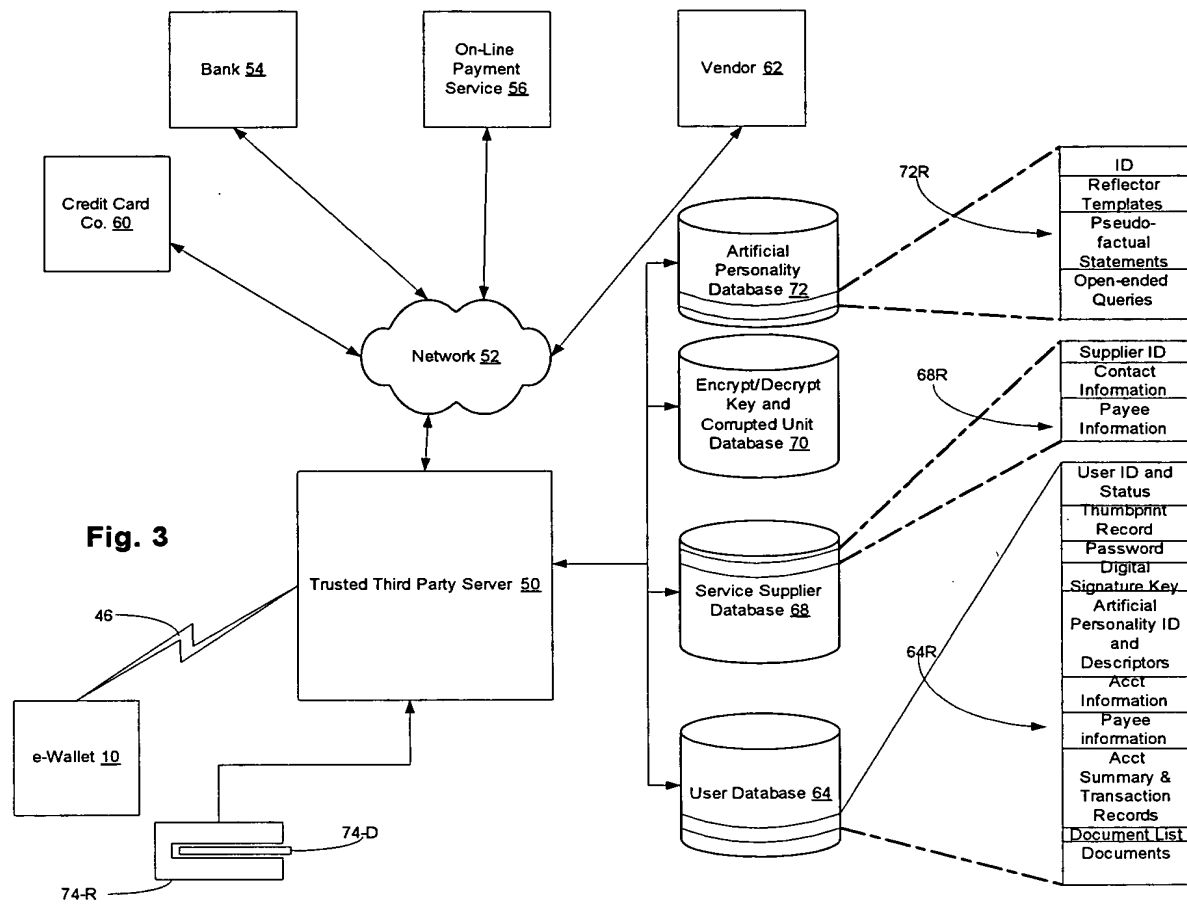 Bank 54
On-Line
Payment
Service 56
Vendor 62
Credit Card
Co. 60
Network 52
72R
ID
Reflector
Templates
Pseudo-
factual
Statements
Open-ended
Queries
Artificial
Personality
Database 72
Encrypt/Decrypt
Key and
Corrupted Unit
Database 70
68R
Supplier ID
Contact
Information
Payee
Information
Fig. 3
Trusted Third Party Server 50
Service Supplier
Database 68
64R
User ID and
Status
Thumbprint
Record
Password
Digital
Signature Key
Artificial
Personality ID
and
Descriptors
Acct
Information
Payee
information
Acct
Summary &
Transaction
Records
Document List
Documents
46
e-Wallet 10
User Database 64
74-D
74-R